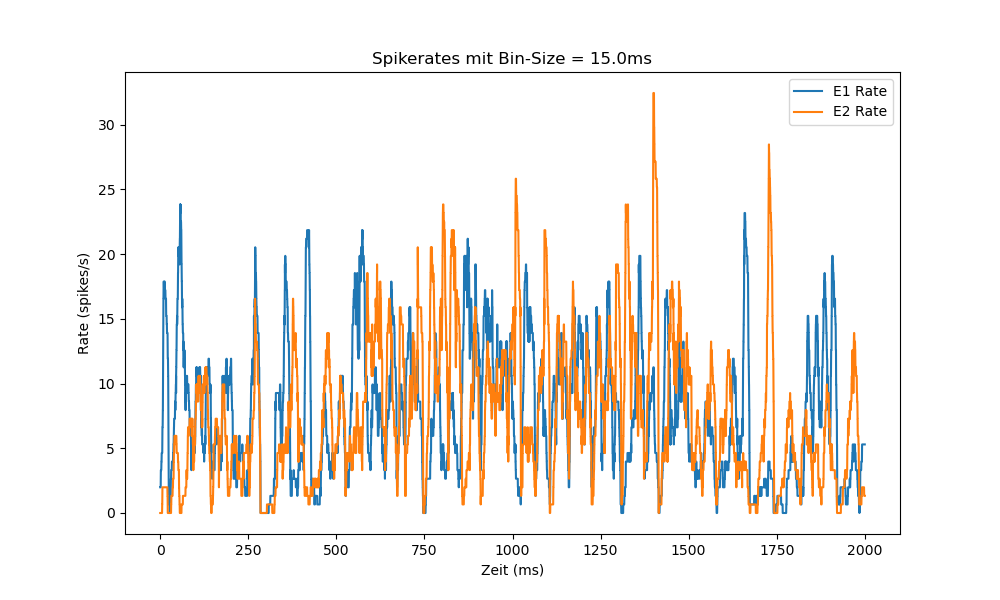 Spikerates mit Bin-Size = 15.0ms
E1 Rate
E2 Rate
Rate (spikes/s)
30
25
20
15
10
5
0
0 250 500 750 1000 1250 1500 1750 2000
Zeit (ms)